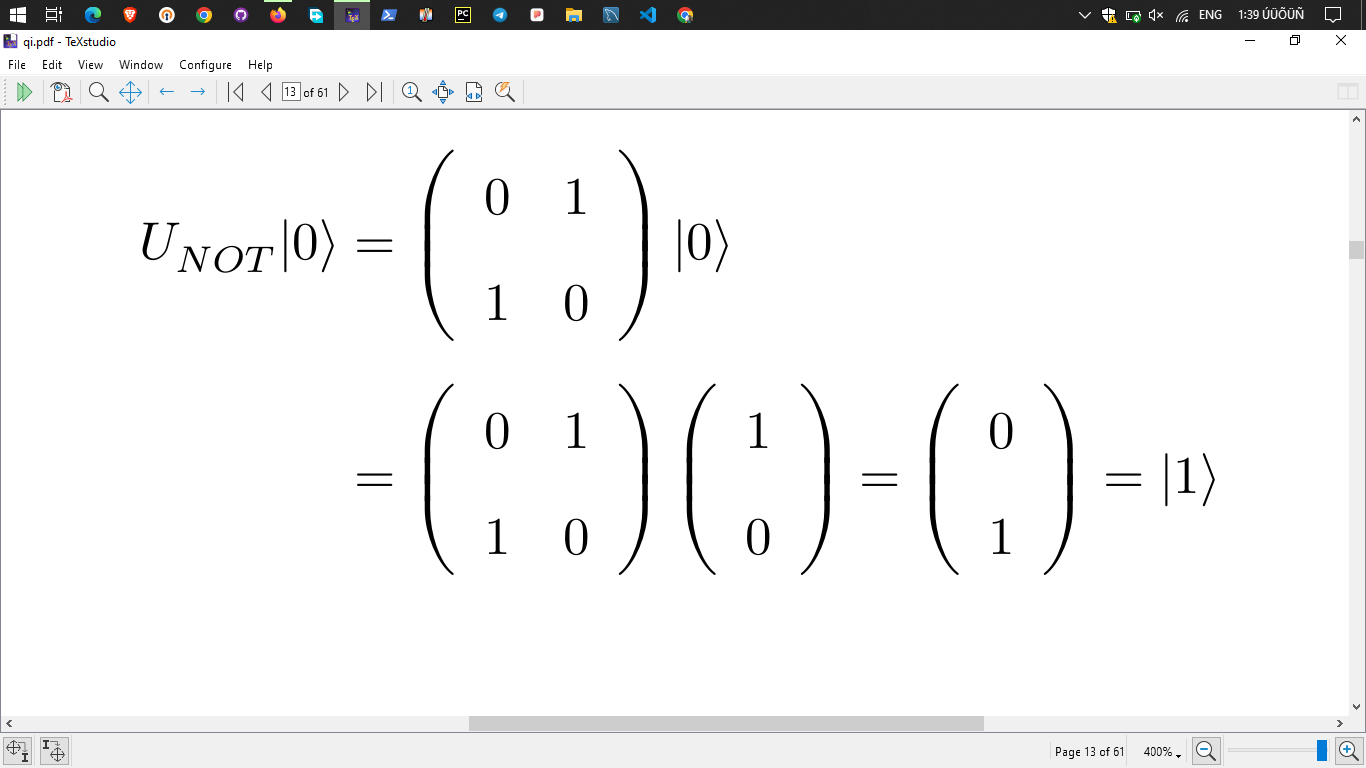 ENG
1:39 ÚÜÕÜÑ
qi.pdf - TeXstudio
File Edit View Window Configure Help
13 of 61
U_{NOT}|0⟩ = ( 0 1 ; 1 0 ) |0⟩
= ( 0 1 ; 1 0 ) ( 1 ; 0 ) = ( 0 ; 1 ) = |1⟩
Page 13 of 61 400%